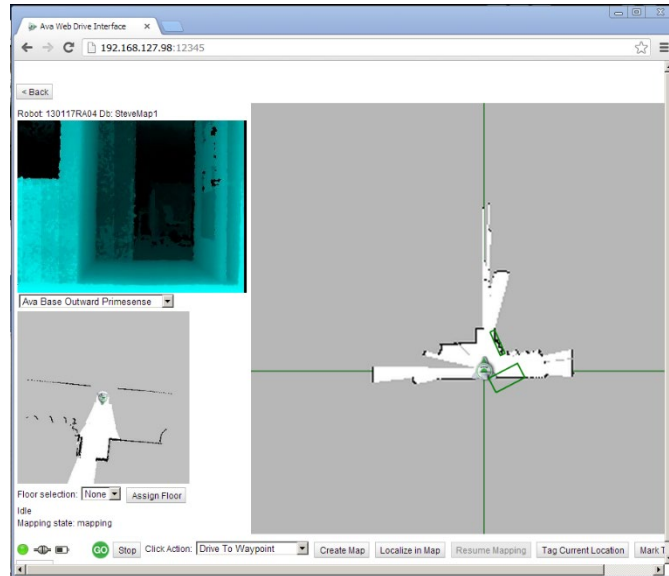 Ava Web Drive Interface
192.168.127.98:12345
< Back
Robot: 130117RA04 Db: SteveMap1
Ava Base Outward Primesense
Floor selection: None Assign Floor
Idle
Mapping state: mapping
GO Stop Click Action: Drive To Waypoint Create Map Localize in Map Resume Mapping Tag Current Location Mark T